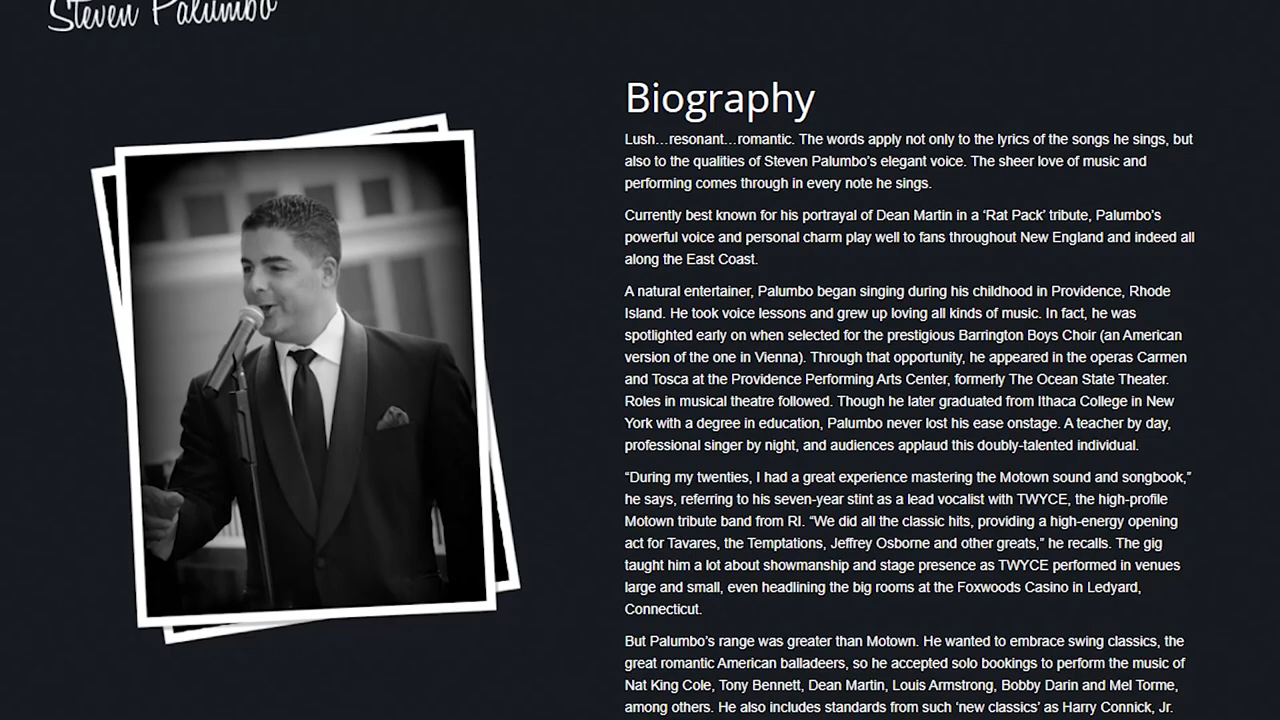 Steven Palumbo
Biography
Lush…resonant…romantic. The words apply not only to the lyrics of the songs he sings, but
also to the qualities of Steven Palumbo’s elegant voice. The sheer love of music and
performing comes through in every note he sings.
Currently best known for his portrayal of Dean Martin in a ‘Rat Pack’ tribute, Palumbo’s
powerful voice and personal charm play well to fans throughout New England and indeed all
along the East Coast.
A natural entertainer, Palumbo began singing during his childhood in Providence, Rhode
Island. He took voice lessons and grew up loving all kinds of music. In fact, he was
spotlighted early on when selected for the prestigious Barrington Boys Choir (an American
version of the one in Vienna). Through that opportunity, he appeared in the operas Carmen
and Tosca at the Providence Performing Arts Center, formerly The Ocean State Theater.
Roles in musical theatre followed. Though he later graduated from Ithaca College in New
York with a degree in education, Palumbo never lost his ease onstage. A teacher by day,
professional singer by night, and audiences applaud this doubly-talented individual.
“During my twenties, I had a great experience mastering the Motown sound and songbook,”
he says, referring to his seven-year stint as a lead vocalist with TWYCE, the high-profile
Motown tribute band from RI. “We did all the classic hits, providing a high-energy opening
act for Tavares, the Temptations, Jeffrey Osborne and other greats,” he recalls. The gig
taught him a lot about showmanship and stage presence as TWYCE performed in venues
large and small, even headlining the big rooms at the Foxwoods Casino in Ledyard,
Connecticut.
But Palumbo’s range was greater than Motown. He wanted to embrace swing classics, the
great romantic American balladeers, so he accepted solo bookings to perform the music of
Nat King Cole, Tony Bennett, Dean Martin, Louis Armstrong, Bobby Darin and Mel Torme,
among others. He also includes standards from such ‘new classics’ as Harry Connick, Jr.